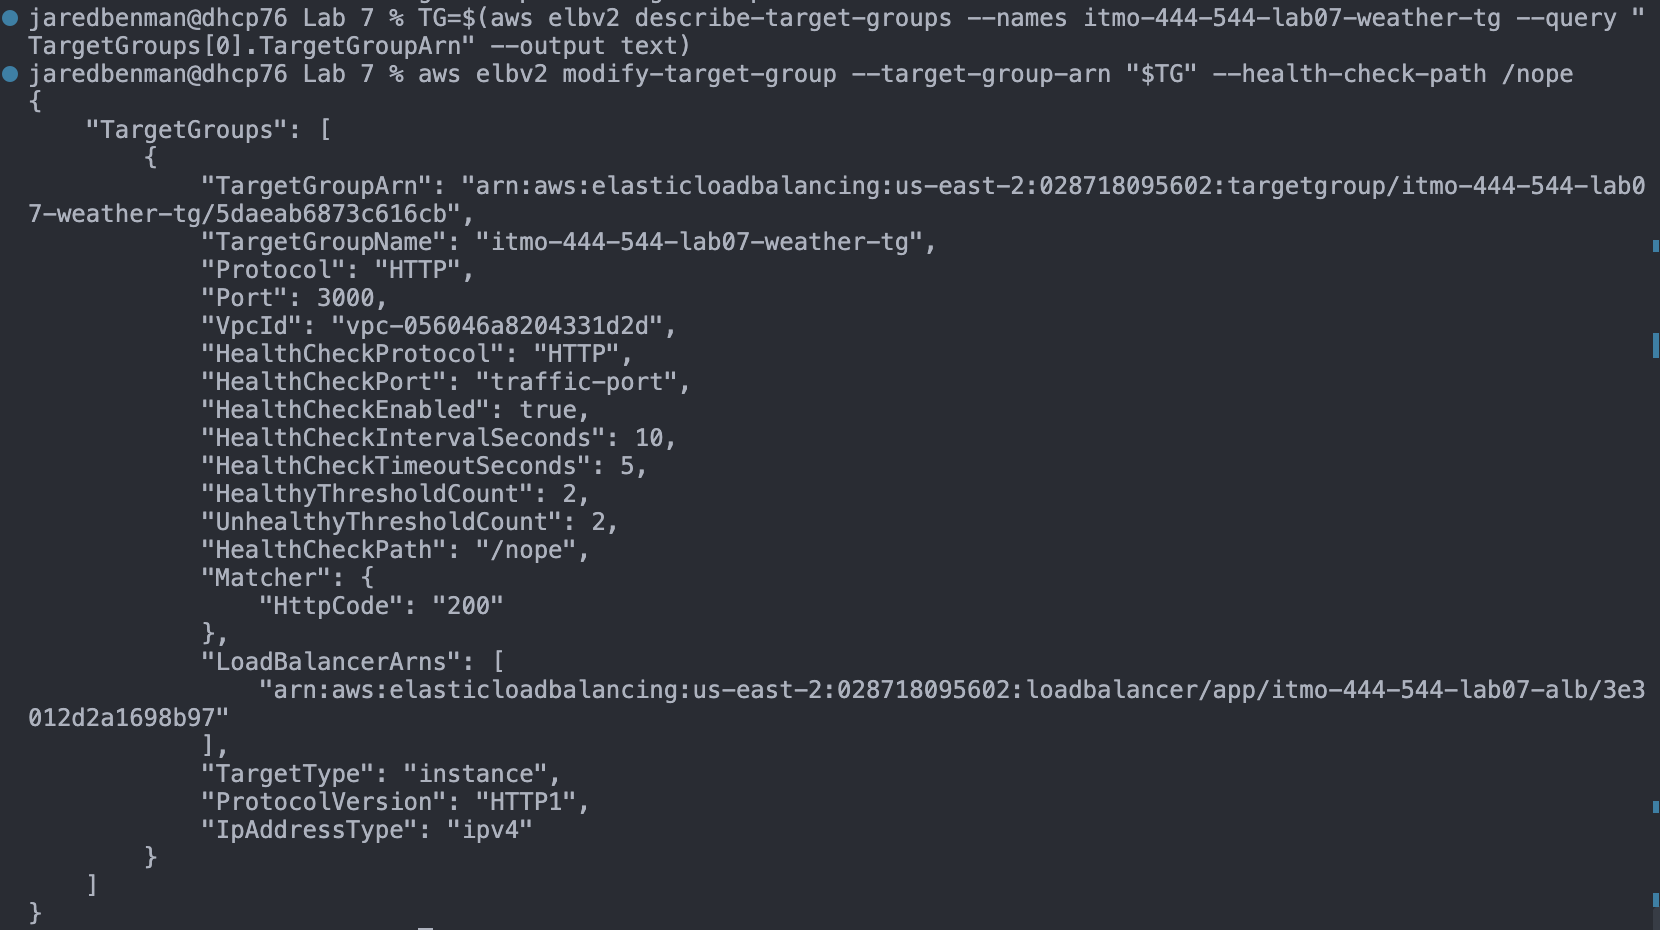 jaredbenman@dhcp76 Lab 7 % TG=$(aws elbv2 describe-target-groups --names itmo-444-544-lab07-weather-tg --query "
TargetGroups[0].TargetGroupArn" --output text)
jaredbenman@dhcp76 Lab 7 % aws elbv2 modify-target-group --target-group-arn "$TG" --health-check-path /nope
{
    "TargetGroups": [
        {
            "TargetGroupArn": "arn:aws:elasticloadbalancing:us-east-2:028718095602:targetgroup/itmo-444-544-lab0
7-weather-tg/5daeab6873c616cb",
            "TargetGroupName": "itmo-444-544-lab07-weather-tg",
            "Protocol": "HTTP",
            "Port": 3000,
            "VpcId": "vpc-056046a8204331d2d",
            "HealthCheckProtocol": "HTTP",
            "HealthCheckPort": "traffic-port",
            "HealthCheckEnabled": true,
            "HealthCheckIntervalSeconds": 10,
            "HealthCheckTimeoutSeconds": 5,
            "HealthyThresholdCount": 2,
            "UnhealthyThresholdCount": 2,
            "HealthCheckPath": "/nope",
            "Matcher": {
                "HttpCode": "200"
            },
            "LoadBalancerArns": [
                "arn:aws:elasticloadbalancing:us-east-2:028718095602:loadbalancer/app/itmo-444-544-lab07-alb/3e3
012d2a1698b97"
            ],
            "TargetType": "instance",
            "ProtocolVersion": "HTTP1",
            "IpAddressType": "ipv4"
        }
    ]
}